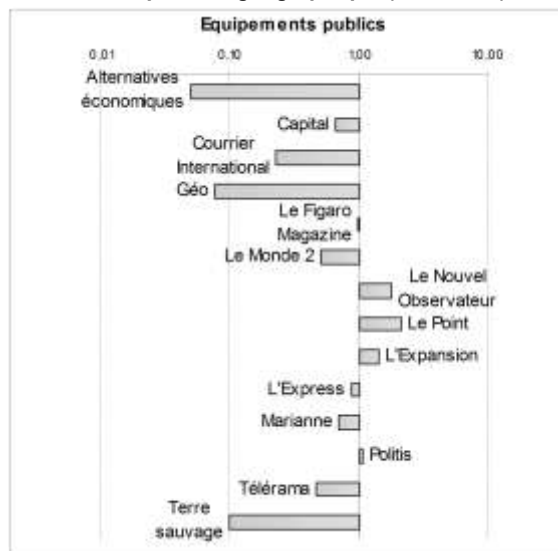 Equipements publics
0,01 0,10 1,00 10,00
Alternatives
économiques
Capital
Courrier
International
Géo
Le Figaro
Magazine
Le Monde 2
Le Nouvel
Observateur
Le Point
L'Expansion
L'Express
Marianne
Politis
Télérama
Terre
sauvage